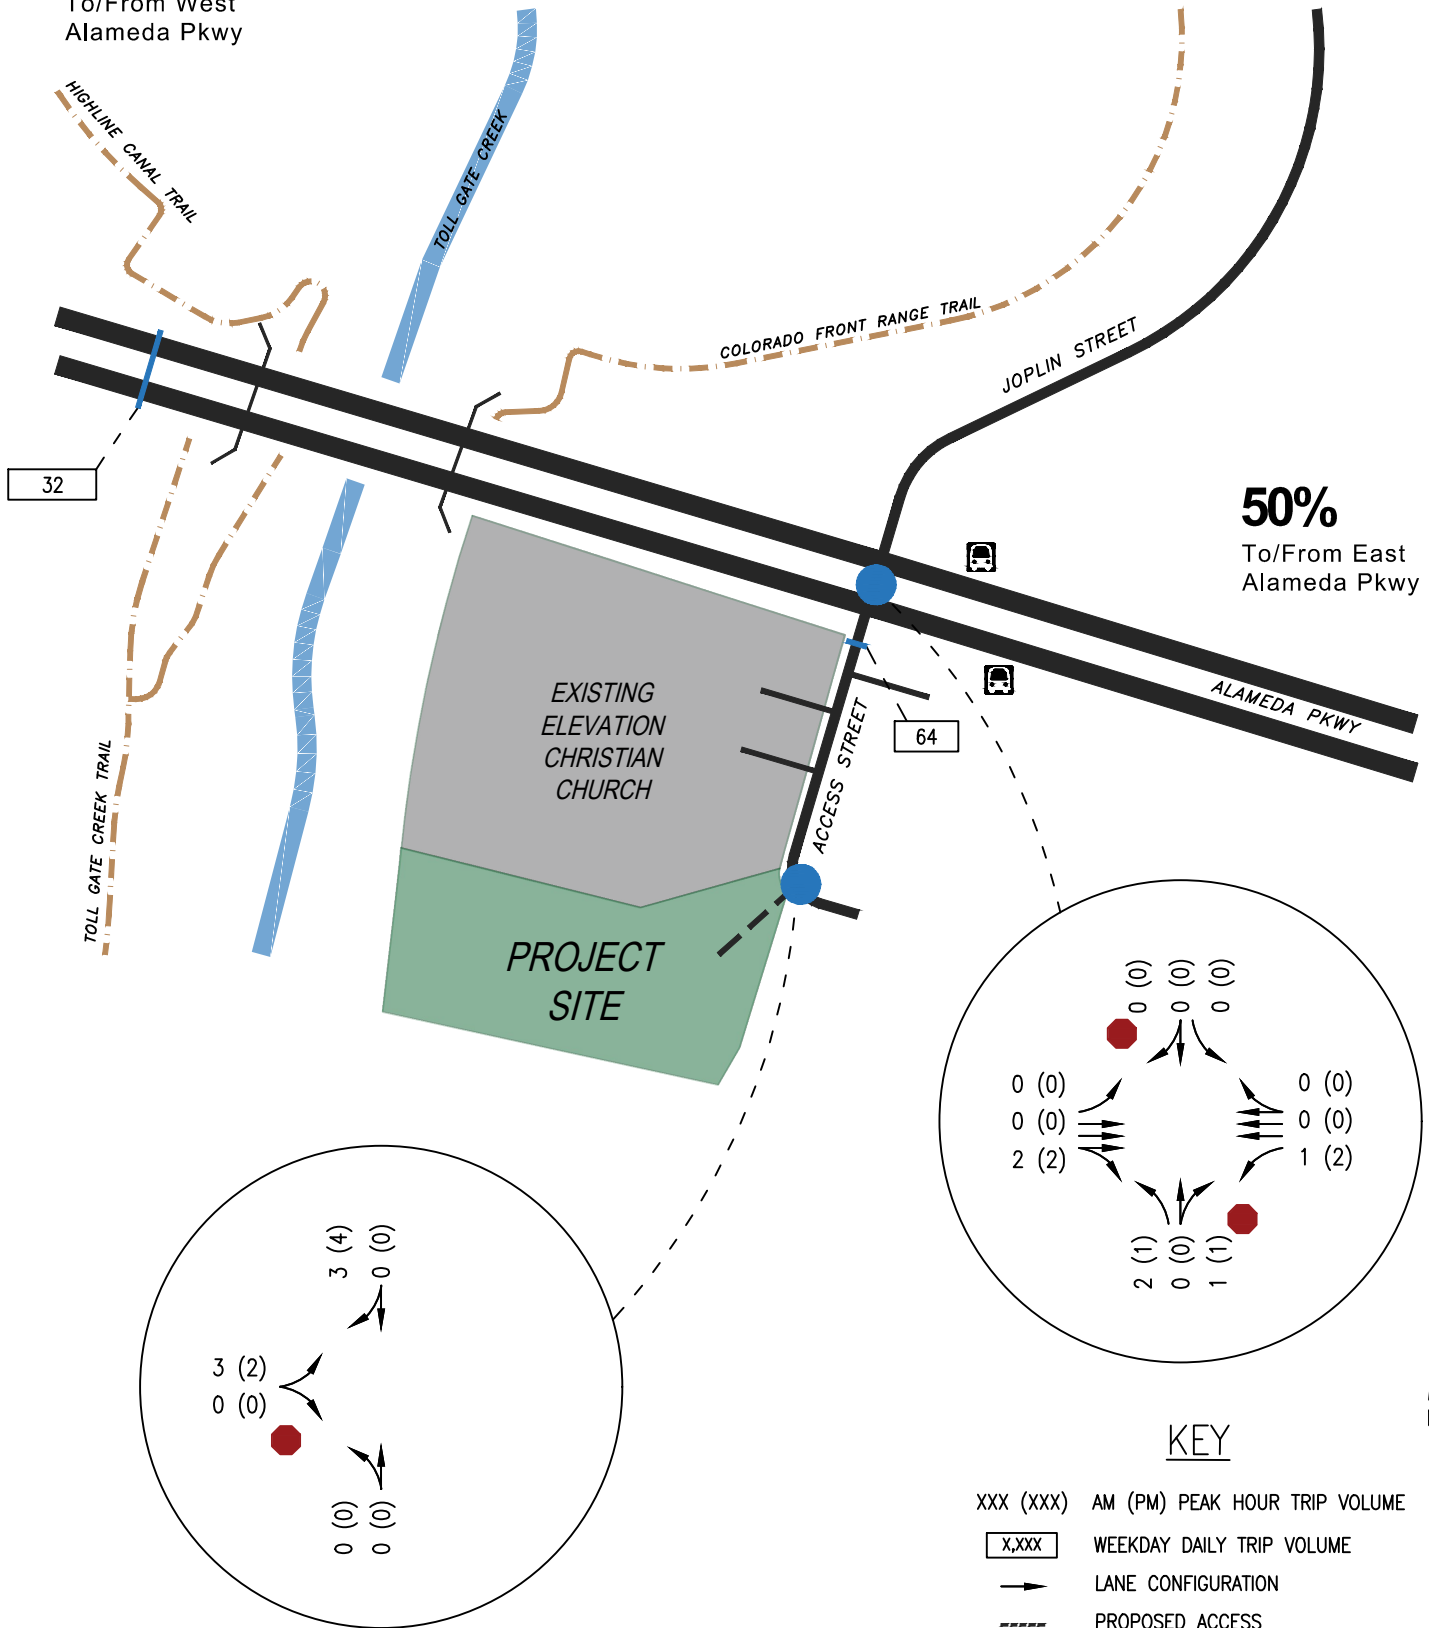 To/From West
Alameda Pkwy
HIGHLINE CANAL TRAIL
TOLL GATE CREEK
COLORADO FRONT RANGE TRAIL
JOPLIN STREET
32
50%
To/From East
Alameda Pkwy
EXISTING
ELEVATION
CHRISTIAN
CHURCH
64
ALAMEDA PKWY
ACCESS STREET
TOLL GATE CREEK TRAIL
PROJECT
SITE
0 (0)
0 (0)
0 (0)
0 (0)
0 (0)
2 (2)
0 (0)
0 (0)
1 (2)
2 (1)
0 (0)
1 (1)
3 (4)
0 (0)
3 (2)
0 (0)
0 (0)
0 (0)
KEY
XXX (XXX) AM (PM) PEAK HOUR TRIP VOLUME
X,XXX WEEKDAY DAILY TRIP VOLUME
LANE CONFIGURATION
PROPOSED ACCESS